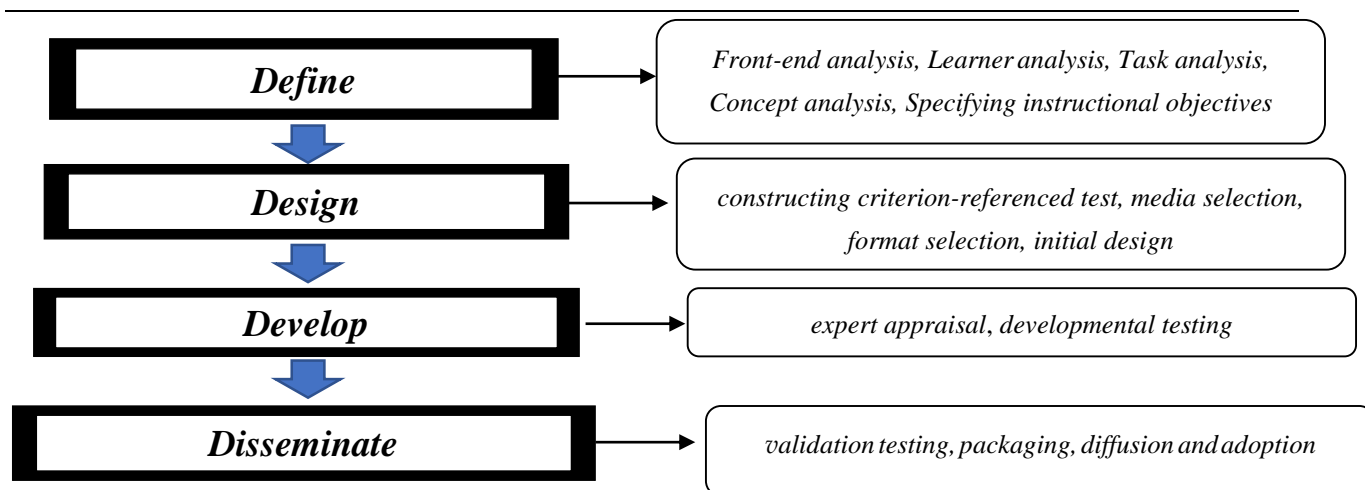 Define
Front-end analysis, Learner analysis, Task analysis,
Concept analysis, Specifying instructional objectives
Design
constructing criterion-referenced test, media selection,
format selection, initial design
Develop
expert appraisal, developmental testing
Disseminate
validation testing, packaging, diffusion and adoption